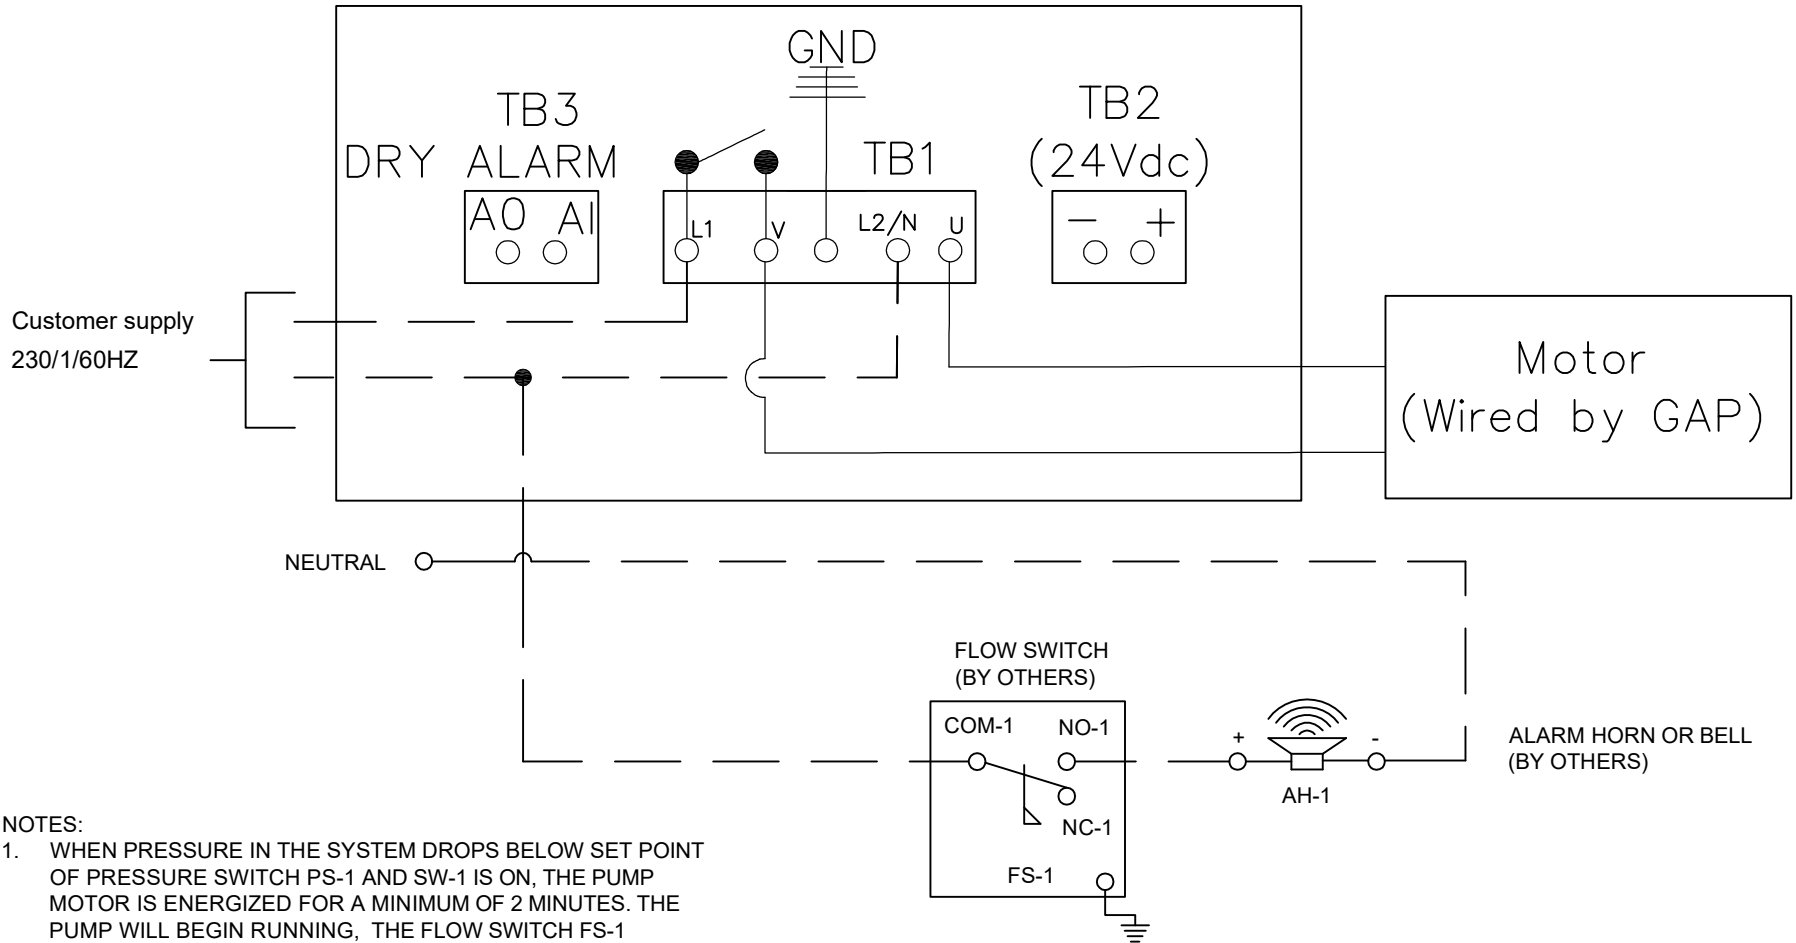 GND
TB3
DRY ALARM
TB1
TB2
(24Vdc)
A0 A1
L1 V L2/N U
- +
Customer supply
230/1/60HZ
Motor
(Wired by GAP)
NEUTRAL
FLOW SWITCH
(BY OTHERS)
COM-1 NO-1
NC-1
FS-1
+ -
AH-1
ALARM HORN OR BELL
(BY OTHERS)
NOTES:
1. WHEN PRESSURE IN THE SYSTEM DROPS BELOW SET POINT
OF PRESSURE SWITCH PS-1 AND SW-1 IS ON, THE PUMP
MOTOR IS ENERGIZED FOR A MINIMUM OF 2 MINUTES. THE
PUMP WILL BEGIN RUNNING, THE FLOW SWITCH FS-1